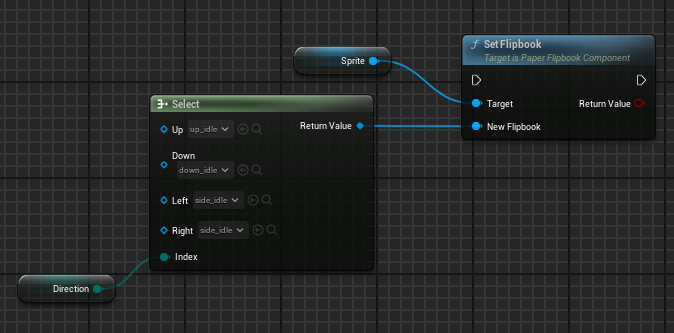 Set Flipbook
Target is Paper Flipbook Component
Sprite
Target
Return Value
New Flipbook
Select
Up
up_idle
Return Value
Down
down_idle
Left
side_idle
Right
side_idle
Index
Direction